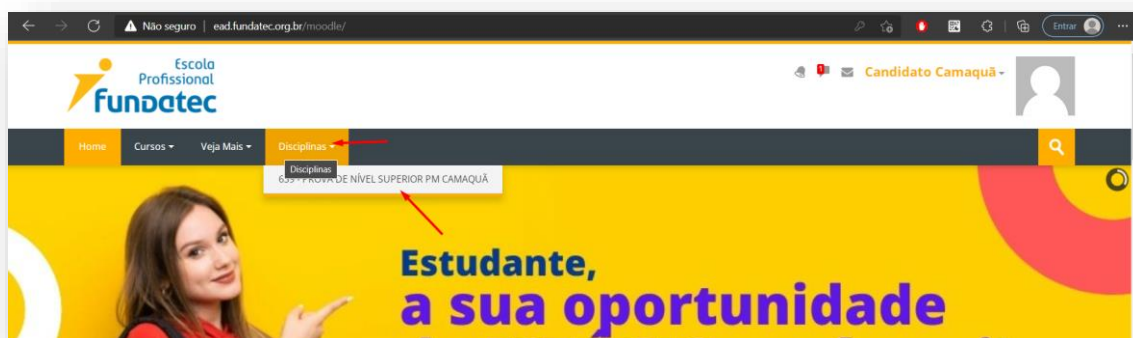 Não seguro | ead.fundatec.org.br/moodle/
Entrar
Escola
Profissional
Fundatec
1
Candidato Camaquã
Home Cursos Veja Mais Disciplinas
Disciplinas
PROVA DE NÍVEL SUPERIOR PM CAMAQUÃ
Estudante,
a sua oportunidade